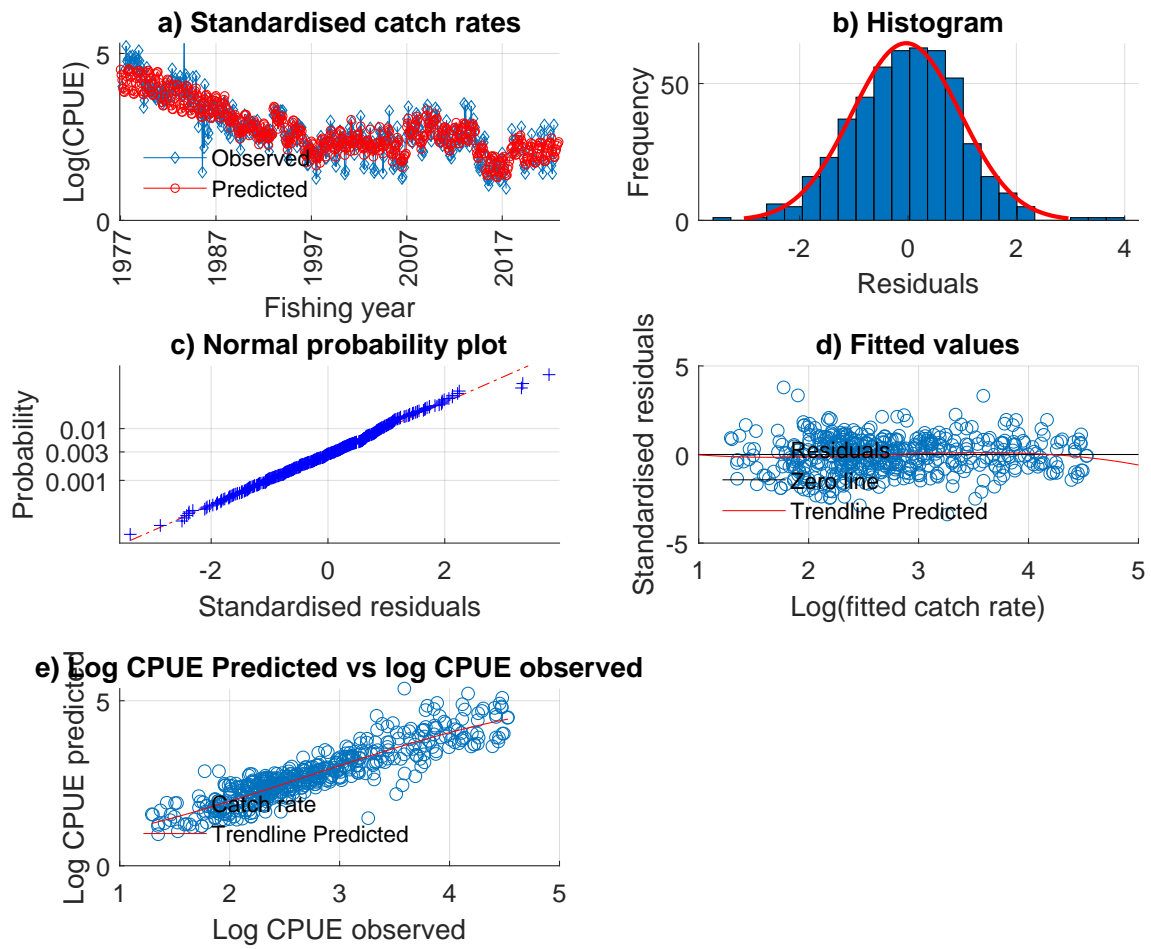 a) Standardised catch rates
Log(CPUE)
5
0
Observed
Predicted
1977
1987
1997
2007
2017
Fishing year
b) Histogram
Frequency
50
0
-2
0
2
4
Residuals
c) Normal probability plot
Probability
0.01
0.003
0.001
-2
0
2
Standardised residuals
d) Fitted values
Standardised residuals
5
0
-5
Residuals
Zero line
Trendline Predicted
1
2
3
4
5
Log(fitted catch rate)
e) Log CPUE Predicted vs log CPUE observed
Log CPUE predicted
5
0
Catch rate
Trendline Predicted
1
2
3
4
5
Log CPUE observed